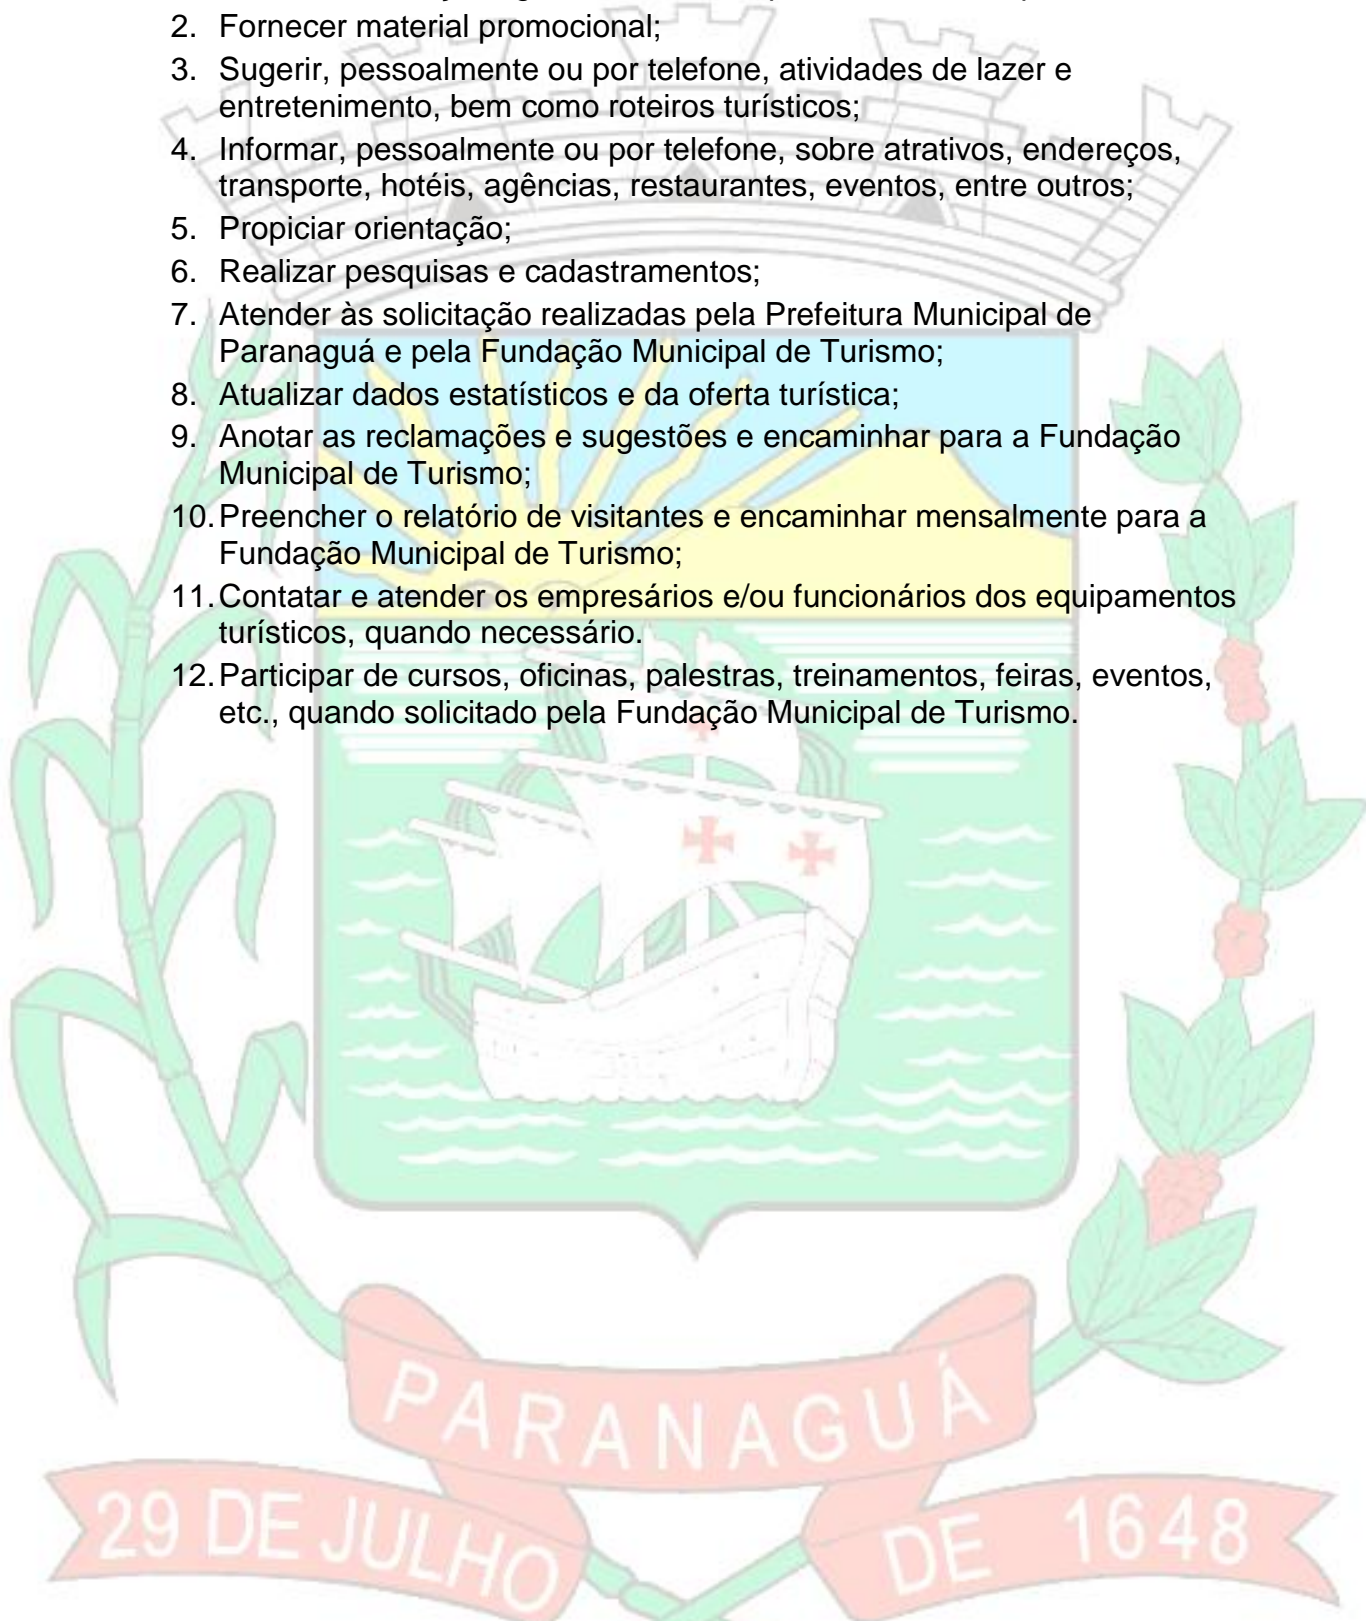 2. Fornecer material promocional;
3. Sugerir, pessoalmente ou por telefone, atividades de lazer e
entretenimento, bem como roteiros turísticos;
4. Informar, pessoalmente ou por telefone, sobre atrativos, endereços,
transporte, hotéis, agências, restaurantes, eventos, entre outros;
5. Propiciar orientação;
6. Realizar pesquisas e cadastramentos;
7. Atender às solicitação realizadas pela Prefeitura Municipal de
Paranaguá e pela Fundação Municipal de Turismo;
8. Atualizar dados estatísticos e da oferta turística;
9. Anotar as reclamações e sugestões e encaminhar para a Fundação
Municipal de Turismo;
10. Preencher o relatório de visitantes e encaminhar mensalmente para a
Fundação Municipal de Turismo;
11. Contatar e atender os empresários e/ou funcionários dos equipamentos
turísticos, quando necessário.
12. Participar de cursos, oficinas, palestras, treinamentos, feiras, eventos,
etc., quando solicitado pela Fundação Municipal de Turismo.
PARANAGUÁ
29 DE JULHO DE 1648